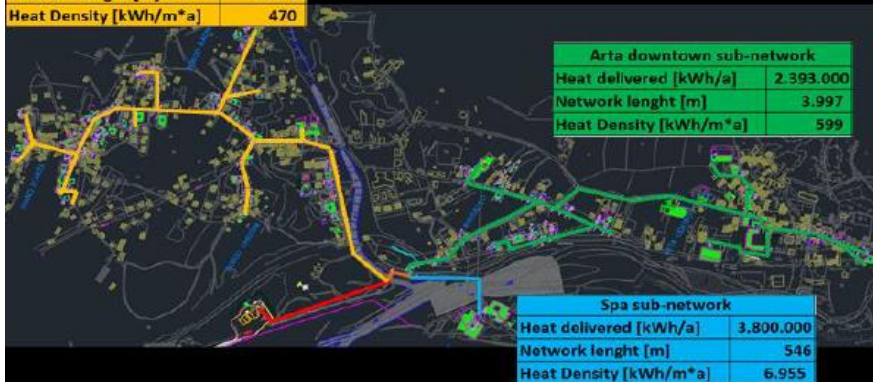 Heat Density [kWh/m*a] 470
Arta downtown sub-network
Heat delivered [kWh/a] 2.393.000
Network lenght [m] 3.997
Heat Density [kWh/m*a] 599
Spa sub-network
Heat delivered [kWh/a] 3.800.000
Network lenght [m] 546
Heat Density [kWh/m*a] 6.955